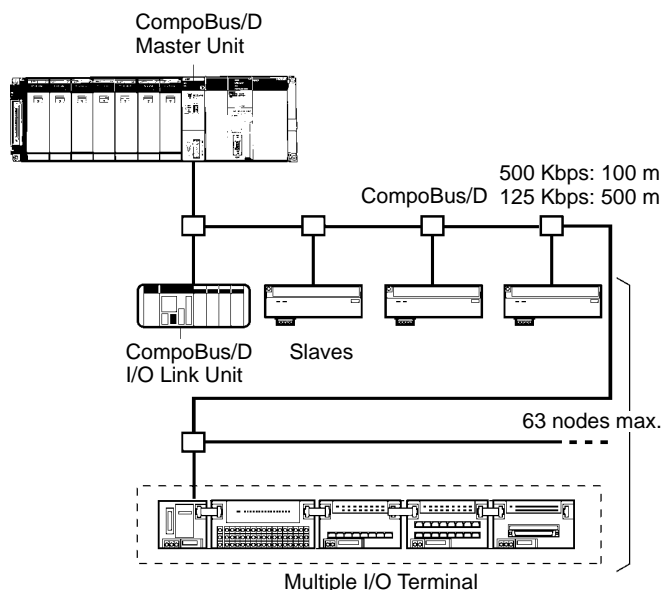 CompoBus/D
Master Unit
500 Kbps: 100 m
CompoBus/D 125 Kbps: 500 m
CompoBus/D
I/O Link Unit
Slaves
63 nodes max.
Multiple I/O Terminal